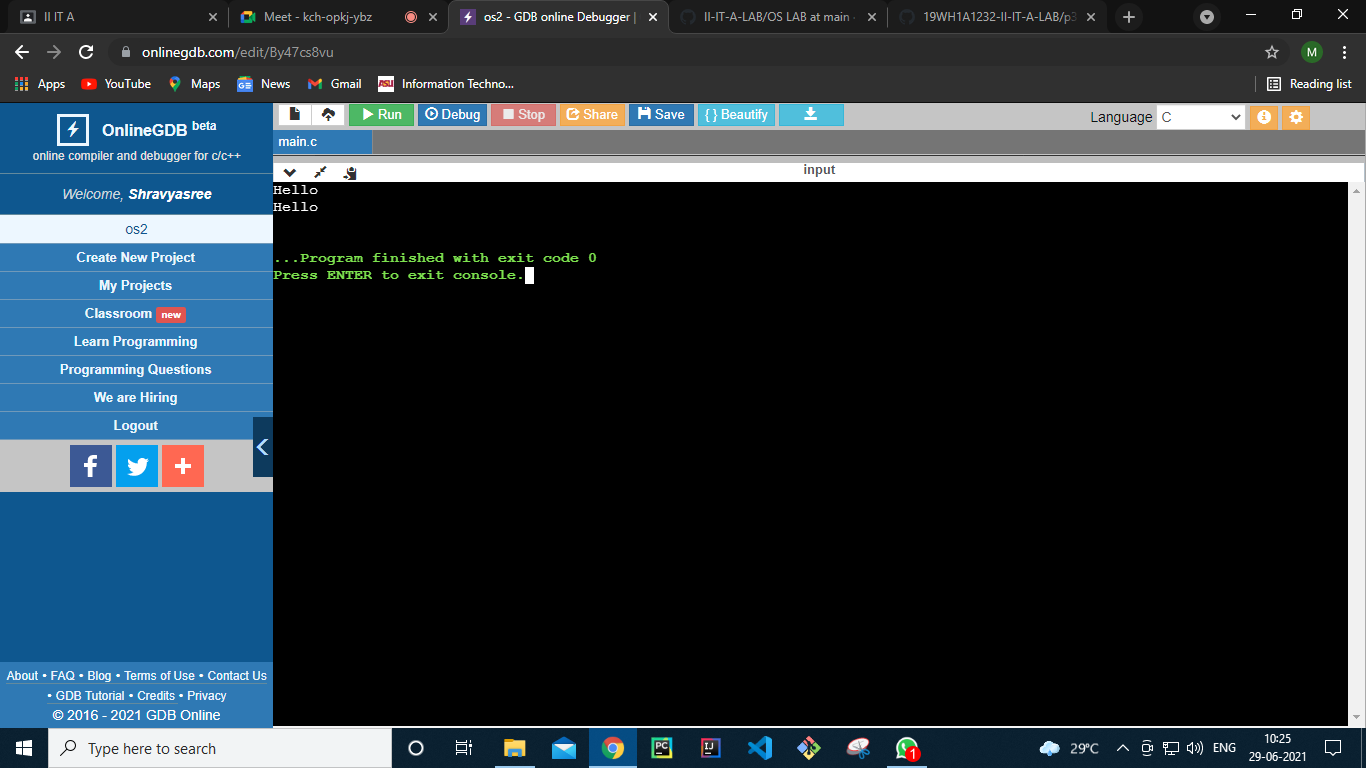 II IT A
Meet - kch-opkj-ybz
os2 - GDB online Debugger |
II-IT-A-LAB/OS LAB at main
19WH1A1232-II-IT-A-LAB/p3
onlinegdb.com/edit/By47cs8vu
M
Apps
YouTube
Maps
News
Gmail
ASU
Information Techno...
Reading list
OnlineGDB beta
online compiler and debugger for c/c++
Welcome, Shravyasree
os2
Create New Project
My Projects
Classroom new
Learn Programming
Programming Questions
We are Hiring
Logout
About • FAQ • Blog • Terms of Use • Contact Us
• GDB Tutorial • Credits • Privacy
© 2016 - 2021 GDB Online
Run
Debug
Stop
Share
Save
{ } Beautify
Language C
main.c
input
Hello
Hello
...Program finished with exit code 0
Press ENTER to exit console.
Type here to search
PC
IJ
1
29°C
ENG
10:25
29-06-2021